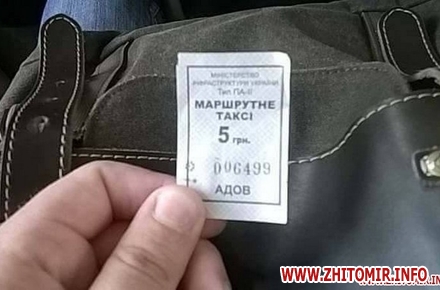 МІНІСТЕРСТВО
ІНФРАСТРУКТУРИ УКРАЇНИ
Тип ПА-ІІ
МАРШРУТНЕ
ТАКСІ
5 грн.
006499
АДОВ
WWW.ZHITOMIR.INFO